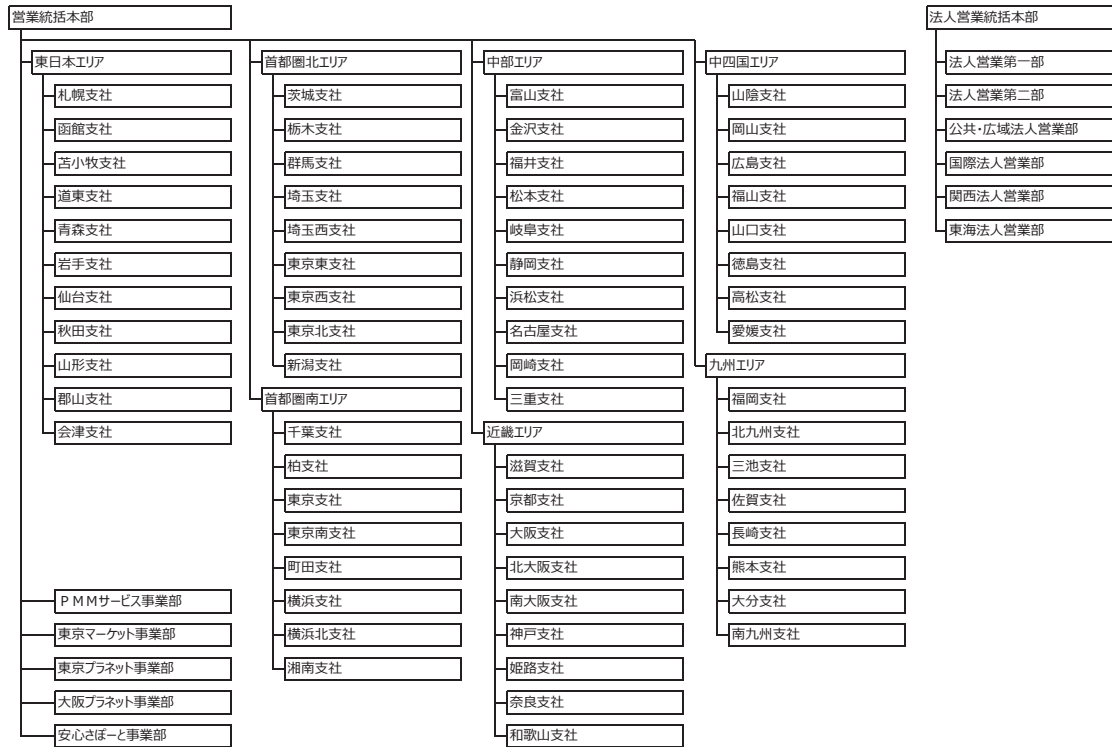 営業統括本部
東日本エリア
札幌支社
函館支社
苫小牧支社
道東支社
青森支社
岩手支社
仙台支社
秋田支社
山形支社
郡山支社
会津支社
ＰＭＭサービス事業部
東京マーケット事業部
東京プラネット事業部
大阪プラネット事業部
安心さぽーと事業部
首都圏北エリア
茨城支社
栃木支社
群馬支社
埼玉支社
埼玉西支社
東京東支社
東京西支社
東京北支社
新潟支社
首都圏南エリア
千葉支社
柏支社
東京支社
東京南支社
町田支社
横浜支社
横浜北支社
湘南支社
中部エリア
富山支社
金沢支社
福井支社
松本支社
岐阜支社
静岡支社
浜松支社
名古屋支社
岡崎支社
三重支社
近畿エリア
滋賀支社
京都支社
大阪支社
北大阪支社
南大阪支社
神戸支社
姫路支社
奈良支社
和歌山支社
中四国エリア
山陰支社
岡山支社
広島支社
福山支社
山口支社
徳島支社
高松支社
愛媛支社
九州エリア
福岡支社
北九州支社
三池支社
佐賀支社
長崎支社
熊本支社
大分支社
南九州支社
法人営業統括本部
法人営業第一部
法人営業第二部
公共・広域法人営業部
国際法人営業部
関西法人営業部
東海法人営業部